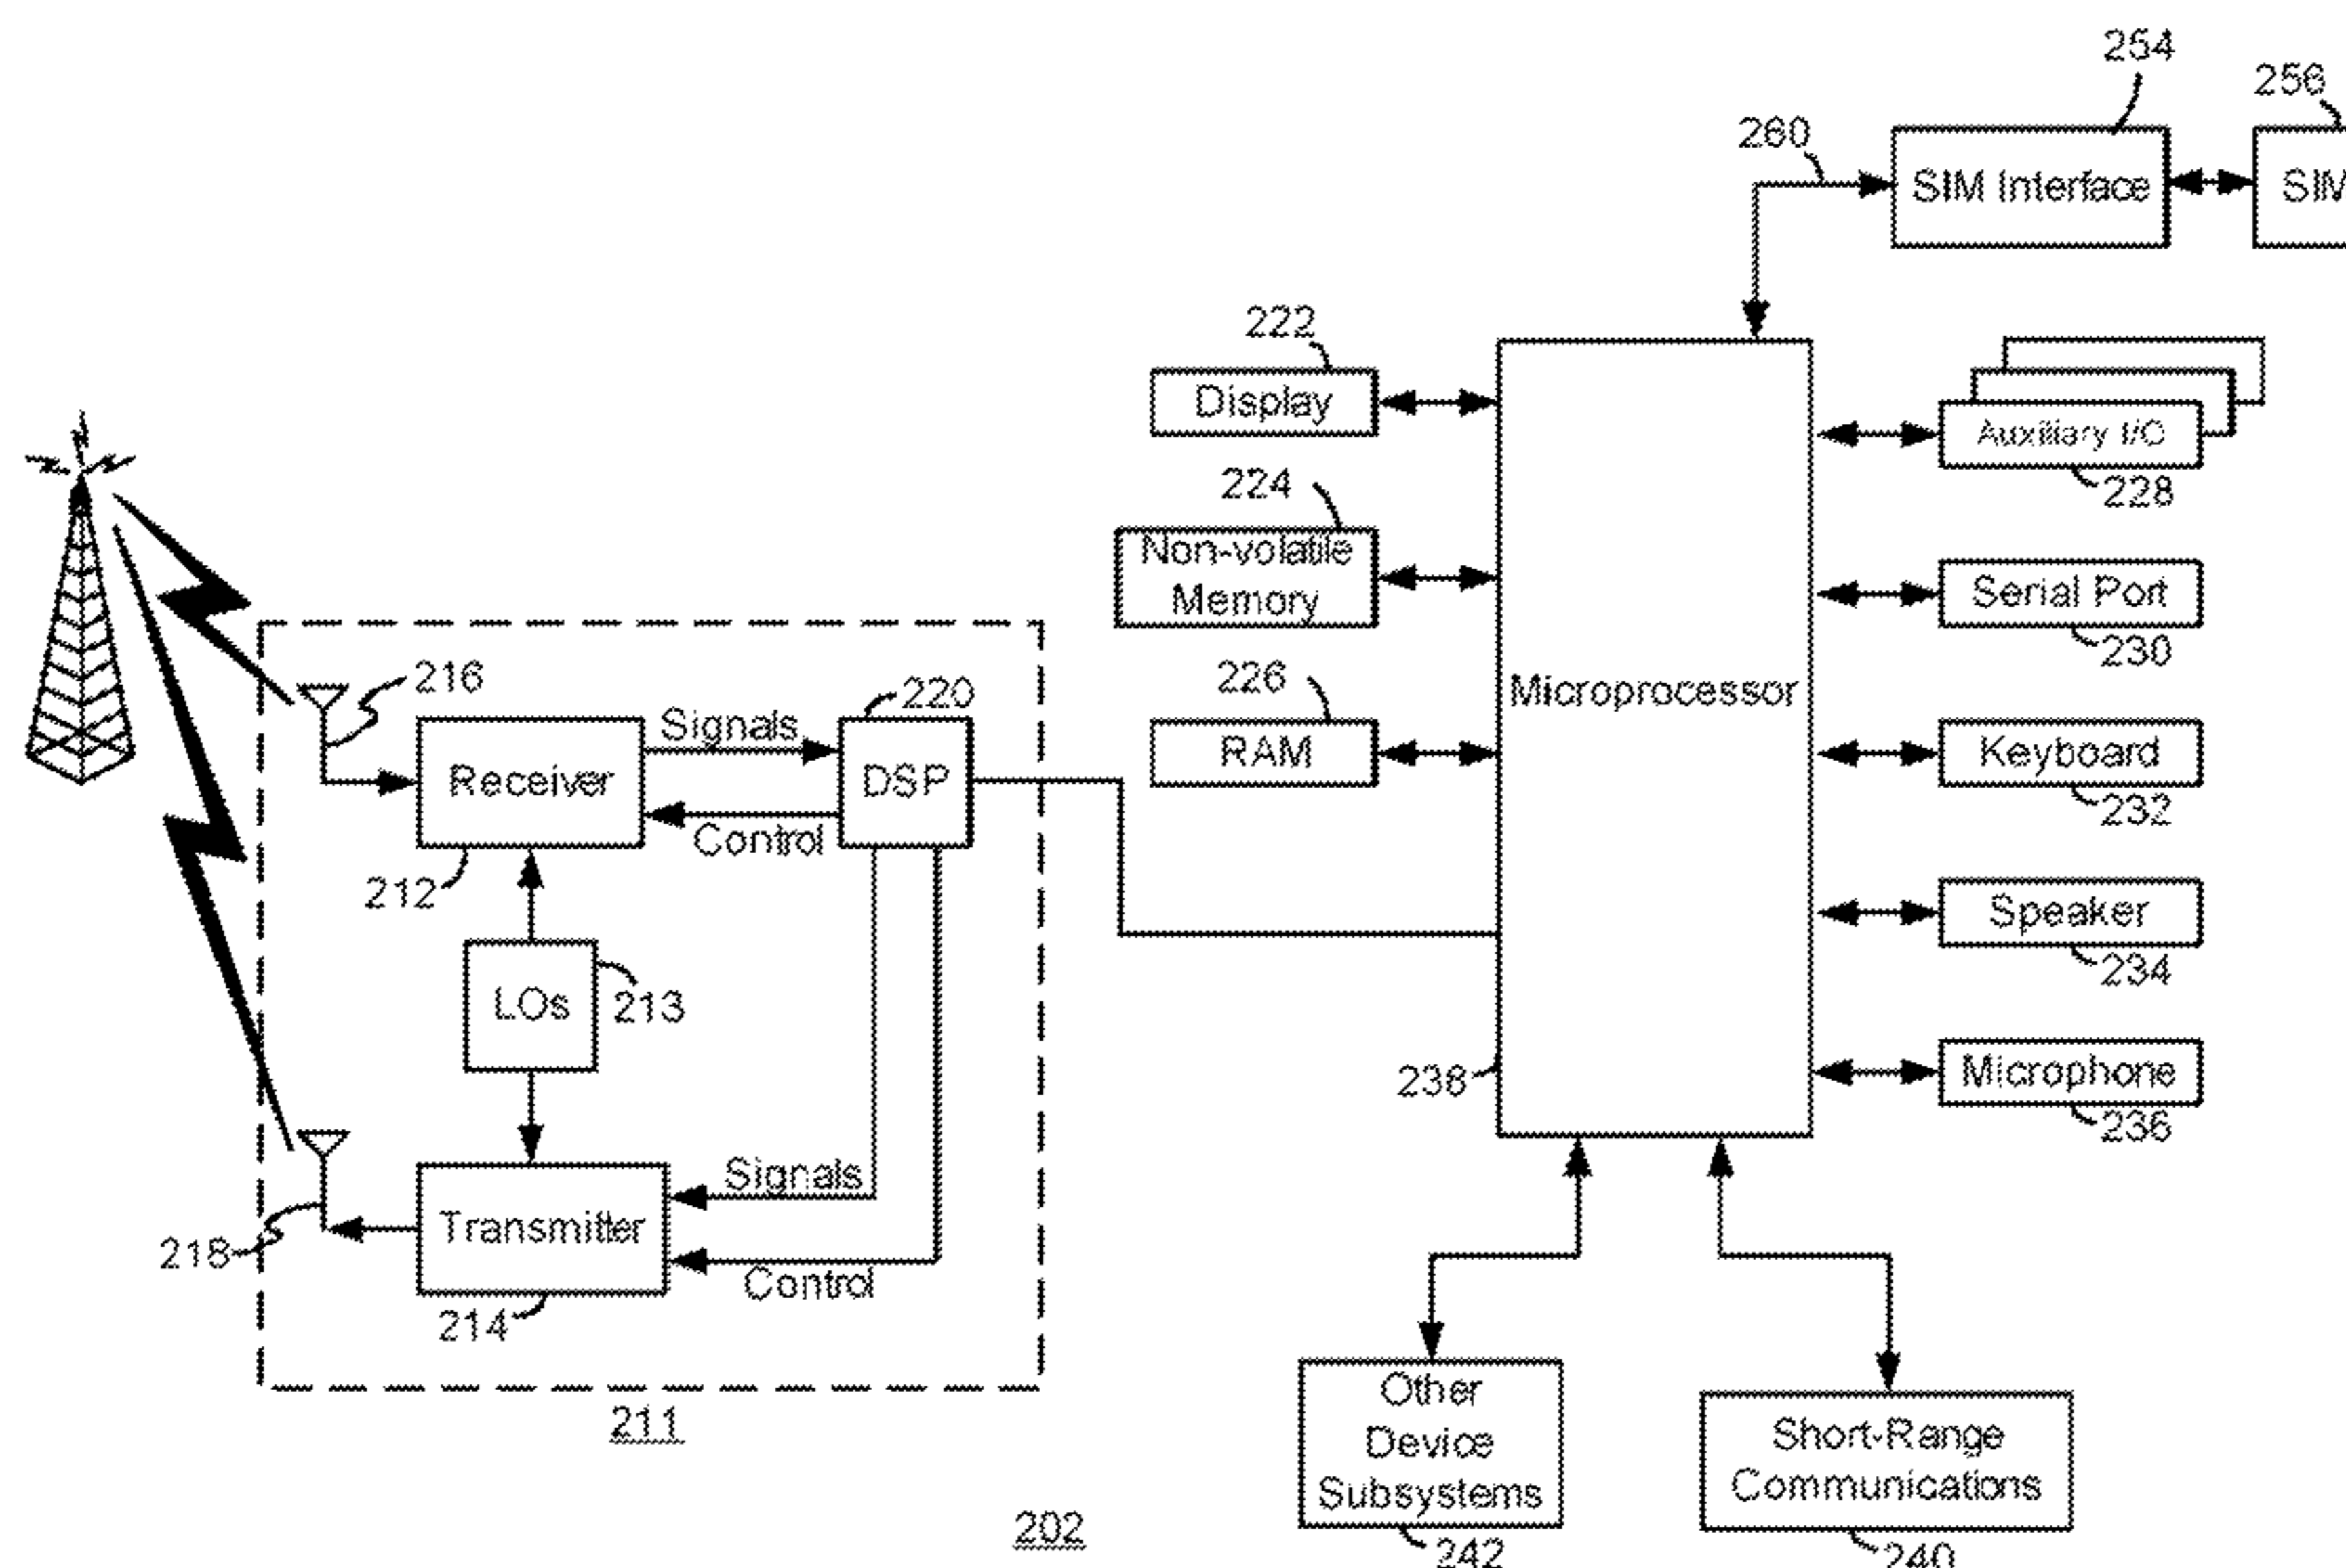 254
256
260
SIM Interface
SIM
222
Display
Auxiliary I/O
228
224
Non-volatile
Memory
Serial Port
230
216
220
226
Signals
Microprocessor
Receiver
DSP
RAM
Keyboard
Control
232
212
LOs
213
Speaker
234
238
Microphone
236
Signals
Transmitter
218
Control
214
211
Other
Device
Subsystems
Short-Range
Communications
202
242
240